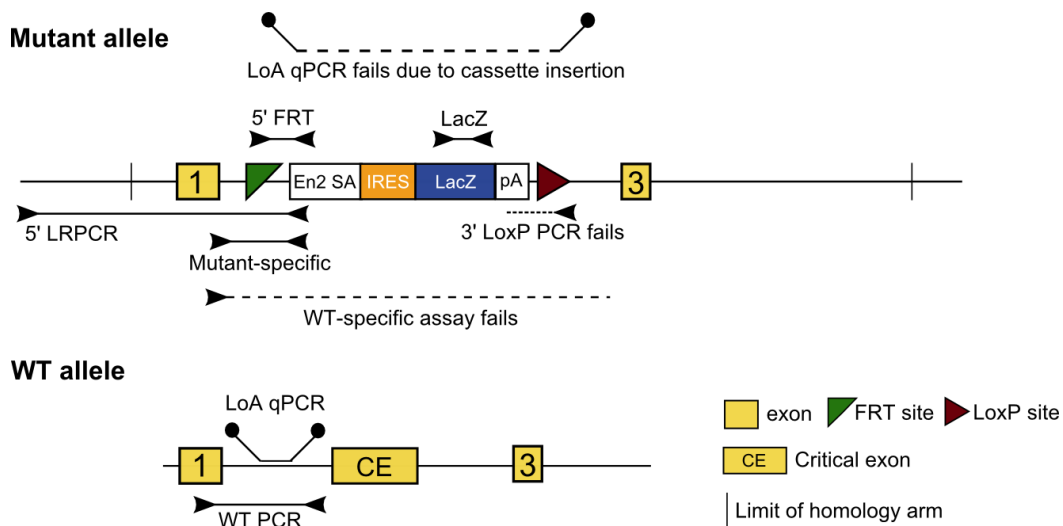 Mutant allele
LoA qPCR fails due to cassette insertion
5' FRT
LacZ
1
En2 SA
IRES
LacZ
pA
3
5' LRPCR
3' LoxP PCR fails
Mutant-specific
WT-specific assay fails
WT allele
LoA qPCR
1
CE
3
WT PCR
exon
FRT site
LoxP site
CE
Critical exon
Limit of homology arm